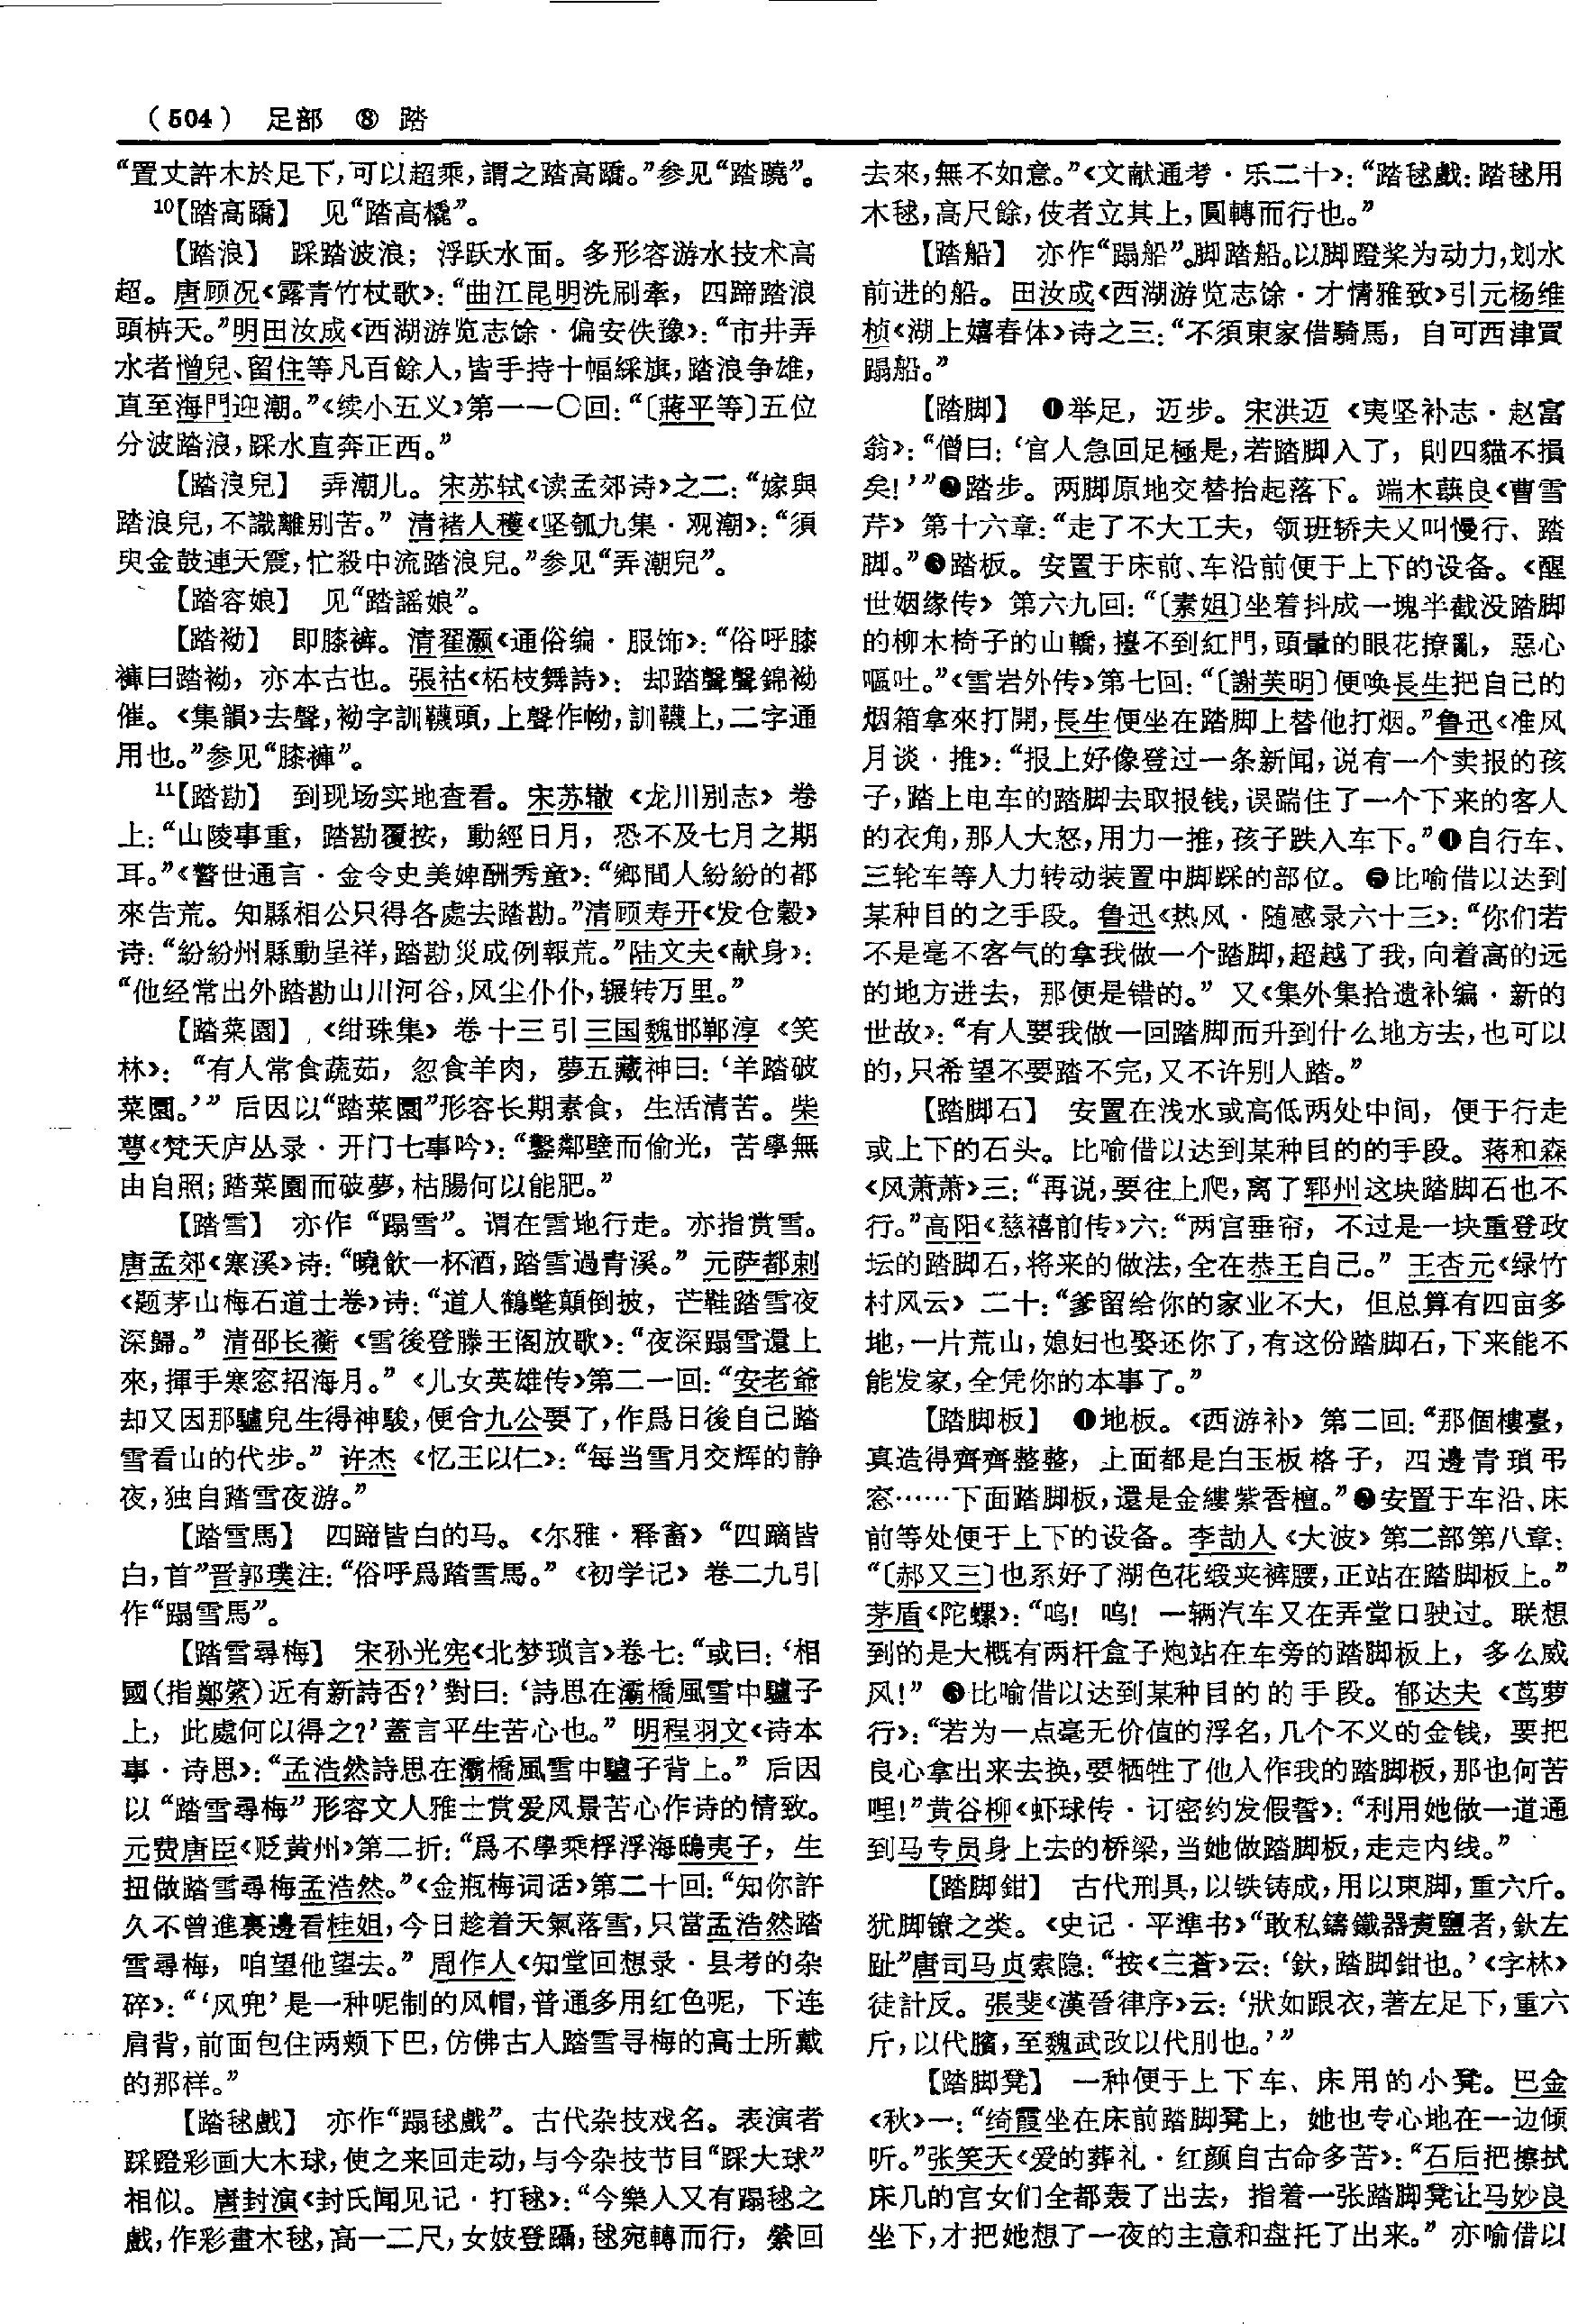 （504） 足部 ⑧ 踏
“置丈許木於足下，可以超乘，謂之踏高蹻。”参见“踏蹺”。
10【踏高蹻】 见“踏高橇”。
【踏浪】 踩踏波浪；浮跃水面。多形容游水技术高
超。唐顾况《露青竹杖歌》：“曲江昆明洗刷牽，四蹄踏浪
頭枿天。”明田汝成《西湖游览志馀·偏安佚豫》：“市井弄
水者憎兒、留住等凡百餘人，皆手持十幅綵旗，踏浪争雄，
直至海門迎潮。”《续小五义》第一一〇回：“〔蔣平等〕五位
分波踏浪，踩水直奔正西。”
【踏浪兒】 弄潮儿。宋苏轼《读孟郊诗》之二：“嫁與
踏浪兒，不識離别苦。”清褚人穫《坚瓠九集·观潮》：“須
臾金鼓連天震，忙殺中流踏浪兒。”参见“弄潮兒”。
【踏容娘】 见“踏謡娘”。
【踏袎】 即膝裤。清翟灏《通俗编·服饰》：“俗呼膝
褲曰踏袎，亦本古也。張祜《柘枝舞詩》：却踏聲聲錦袎
催。《集韻》去聲，袎字訓韈頭，上聲作㡈，訓韈上，二字通
用也。”参见“膝褲”。
11【踏勘】 到现场实地查看。宋苏辙《龙川别志》卷
上：“山陵事重，踏勘覆按，動經日月，恐不及七月之期
耳。”《警世通言·金令史美婢酬秀童》：“鄉間人紛紛的都
來告荒。知縣相公只得各處去踏勘。”清顾寿开《发仓穀》
诗：“紛紛州縣動呈祥，踏勘災成例報荒。”陆文夫《献身》：
“他经常出外踏勘山川河谷，风尘仆仆，辗转万里。”
【踏菜園】 《绀珠集》卷十三引三国魏邯郸淳《笑
林》：“有人常食蔬茹，忽食羊肉，夢五藏神曰：‘羊踏破
菜園。’”后因以“踏菜園”形容长期素食，生活清苦。柴
萼《梵天庐丛录·开门七事吟》：“鑿鄰壁而偷光，苦學無
由自照；踏菜園而破夢，枯腸何以能肥。”
【踏雪】 亦作“蹋雪”。谓在雪地行走。亦指赏雪。
唐孟郊《寒溪》诗：“曉飲一杯酒，踏雪過青溪。”元萨都剌
《题茅山梅石道士卷》诗：“道人鶴氅顛倒披，芒鞋踏雪夜
深歸。”清邵长蘅《雪後登滕王阁放歌》：“夜深蹋雪還上
來，揮手寒窓招海月。”《儿女英雄传》第二一回：“安老爺
却又因那驢兒生得神駿，便合九公要了，作爲日後自己踏
雪看山的代步。”许杰《忆王以仁》：“每当雪月交辉的静
夜，独自踏雪夜游。”
【踏雪馬】 四蹄皆白的马。《尔雅·释畜》“四蹢皆
白，首”晋郭璞注：“俗呼爲踏雪馬。”《初学记》卷二九引
作“蹋雪馬”。
【踏雪尋梅】 宋孙光宪《北梦琐言》卷七：“或曰：‘相
國（指鄭綮）近有新詩否？’對曰：‘詩思在灞橋風雪中驢子
上，此處何以得之？’蓋言平生苦心也。”明程羽文《诗本
事·诗思》：“孟浩然詩思在灞橋風雪中驢子背上。”后因
以“踏雪尋梅”形容文人雅士赏爱风景苦心作诗的情致。
元费唐臣《贬黄州》第二折：“爲不學乘桴浮海鴟夷子，生
扭做踏雪尋梅孟浩然。”《金瓶梅词话》第二十回：“知你許
久不曾進裏邊看桂姐，今日趁着天氣落雪，只當孟浩然踏
雪尋梅，咱望他望去。”周作人《知堂回想录·县考的杂
碎》：“‘风兜’是一种呢制的风帽，普通多用红色呢，下连
肩背，前面包住两颊下巴，仿佛古人踏雪寻梅的高士所戴
的那样。”
【踏毬戲】 亦作“蹋毬戲”。古代杂技戏名。表演者
踩蹬彩画大木球，使之来回走动，与今杂技节目“踩大球”
相似。唐封演《封氏闻见记·打毬》：“今樂人又有蹋毬之
戲，作彩畫木毬，高一二尺，女妓登躡，毬宛轉而行，縈回
去來，無不如意。”《文献通考·乐二十》：“踏毬戲：踏毬用
木毬，高尺餘，伎者立其上，圓轉而行也。”
【踏船】 亦作“蹋船”。脚踏船。以脚蹬桨为动力，划水
前进的船。田汝成《西湖游览志馀·才情雅致》引元杨维
桢《湖上嬉春体》诗之三：“不須東家借騎馬，自可西津買
蹋船。”
【踏脚】 ❶举足，迈步。宋洪迈《夷坚补志·赵富
翁》：“僧曰：‘官人急回足極是，若踏脚入了，則四貓不損
矣！’”❷踏步。两脚原地交替抬起落下。端木蕻良《曹雪
芹》第十六章：“走了不大工夫，领班轿夫又叫慢行、踏
脚。”❸踏板。安置于床前、车沿前便于上下的设备。《醒
世姻缘传》第六九回：“〔素姐〕坐着抖成一塊半截没踏脚
的柳木椅子的山轎，擡不到紅門，頭暈的眼花撩亂，惡心
嘔吐。”《雪岩外传》第七回：“〔謝芙明〕便唤長生把自己的
烟箱拿來打開，長生便坐在踏脚上替他打烟。”鲁迅《准风
月谈·推》：“报上好像登过一条新闻，说有一个卖报的孩
子，踏上电车的踏脚去取报钱，误踹住了一个下来的客人
的衣角，那人大怒，用力一推，孩子跌入车下。”❹自行车、
三轮车等人力转动装置中脚踩的部位。❺比喻借以达到
某种目的之手段。鲁迅《热风·随感录六十三》：“你们若
不是毫不客气的拿我做一个踏脚，超越了我，向着高的远
的地方进去，那便是错的。”又《集外集拾遗补编·新的
世故》：“有人要我做一回踏脚而升到什么地方去，也可以
的，只希望不要踏不完，又不许别人踏。”
【踏脚石】 安置在浅水或高低两处中间，便于行走
或上下的石头。比喻借以达到某种目的的手段。蒋和森
《风萧萧》三：“再说，要往上爬，离了郓州这块踏脚石也不
行。”高阳《慈禧前传》六：“两宫垂帘，不过是一块重登政
坛的踏脚石，将来的做法，全在恭王自己。”王杏元《绿竹
村风云》二十：“爹留给你的家业不大，但总算有四亩多
地，一片荒山，媳妇也娶还你了，有这份踏脚石，下来能不
能发家，全凭你的本事了。”
【踏脚板】 ❶地板。《西游补》第二回：“那個樓臺，
真造得齊齊整整，上面都是白玉板格子，四邊青瑣弔
窓……下面踏脚板，還是金縷紫香檀。”❷安置于车沿、床
前等处便于上下的设备。李劼人《大波》第二部第八章：
“〔郝又三〕也系好了湖色花缎夹裤腰，正站在踏脚板上。”
茅盾《陀螺》：“呜！呜！一辆汽车又在弄堂口驶过。联想
到的是大概有两杆盒子炮站在车旁的踏脚板上，多么威
风！”❸比喻借以达到某种目的的手段。郁达夫《茑萝
行》：“若为一点毫无价值的浮名，几个不义的金钱，要把
良心拿出来去换，要牺牲了他人作我的踏脚板，那也何苦
哩！”黄谷柳《虾球传·订密约发假誓》：“利用她做一道通
到马专员身上去的桥梁，当她做踏脚板，走走内线。”
【踏脚鉗】 古代刑具，以铁铸成，用以束脚，重六斤。
犹脚镣之类。《史记·平準书》“敢私鑄鐵器煮鹽者，釱左
趾”唐司马贞索隐：“按《三蒼》云：‘釱，踏脚鉗也。’《字林》
徒計反。張斐《漢晉律序》云：‘狀如跟衣，著左足下，重六
斤，以代臏，至魏武改以代刖也。’”
【踏脚凳】 一种便于上下车、床用的小凳。巴金
《秋》一：“绮霞坐在床前踏脚凳上，她也专心地在一边倾
听。”张笑天《爱的葬礼·红颜自古命多苦》：“石后把擦拭
床几的宫女们全都轰了出去，指着一张踏脚凳让马妙良
坐下，才把她想了一夜的主意和盘托了出来。”亦喻借以